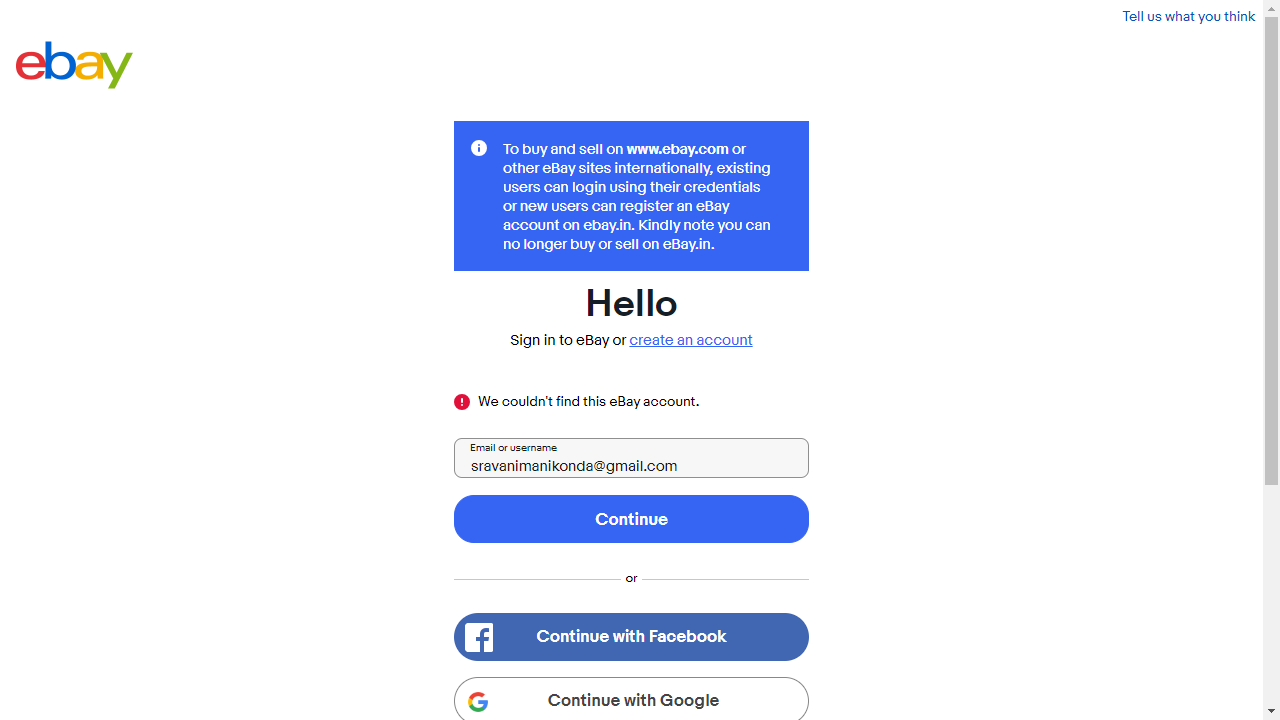 Tell us what you think
ebay
To buy and sell on www.ebay.com or
other eBay sites internationally, existing
users can login using their credentials
or new users can register an eBay
account on ebay.in. Kindly note you can
no longer buy or sell on eBay.in.
Hello
Sign in to eBay or create an account
We couldn't find this eBay account.
Email or username
sravanimanikonda@gmail.com
Continue
or
Continue with Facebook
Continue with Google